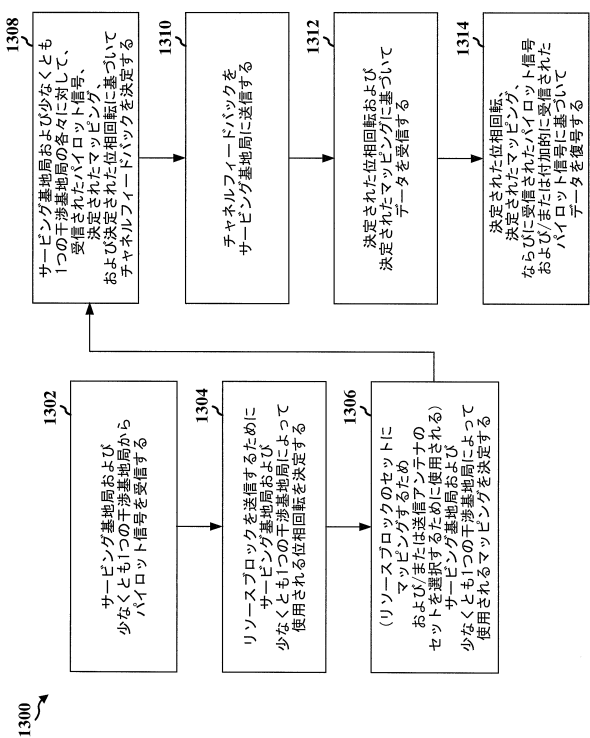 1300
1302
サービング基地局および
少なくとも1つの干渉基地局から
パイロット信号を受信する
1304
リソースブロックを送信するために
サービング基地局および
少なくとも1つの干渉基地局によって
使用される位相回転を決定する
1306
(リソースブロックのセットに
マッピングするため
および/または送信アンテナの
セットを選択するために使用される)
サービング基地局および
少なくとも1つの干渉基地局によって
使用されるマッピングを決定する
1308
サービング基地局および少なくとも
1つの干渉基地局の各々に対して、
受信されたパイロット信号、
決定されたマッピング、
および決定された位相回転に基づいて
チャネルフィードバックを決定する
1310
チャネルフィードバックを
サービング基地局に送信する
1312
決定された位相回転および
決定されたマッピングに基づいて
データを受信する
1314
決定された位相回転、
決定されたマッピング、
ならびに受信されたパイロット信号
および/または付加的に受信された
パイロット信号に基づいて
データを復号する